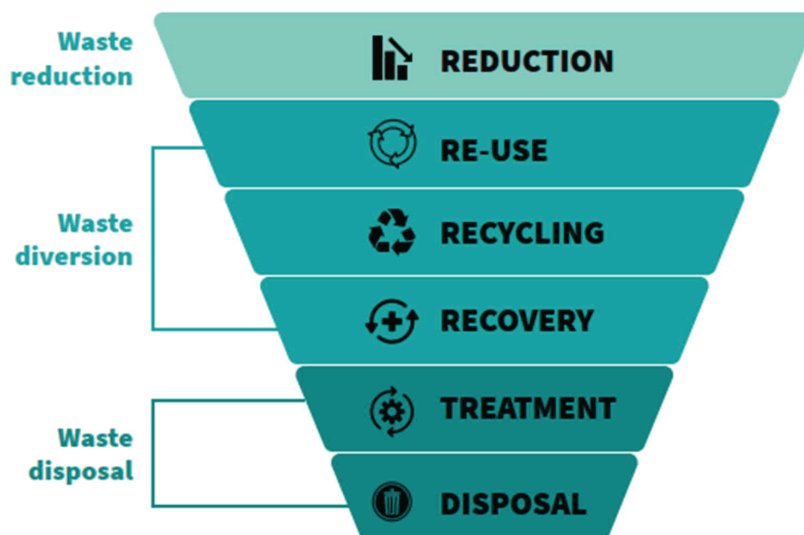 Waste
reduction
REDUCTION
RE-USE
RECYCLING
Waste
diversion
RECOVERY
TREATMENT
Waste
disposal
DISPOSAL